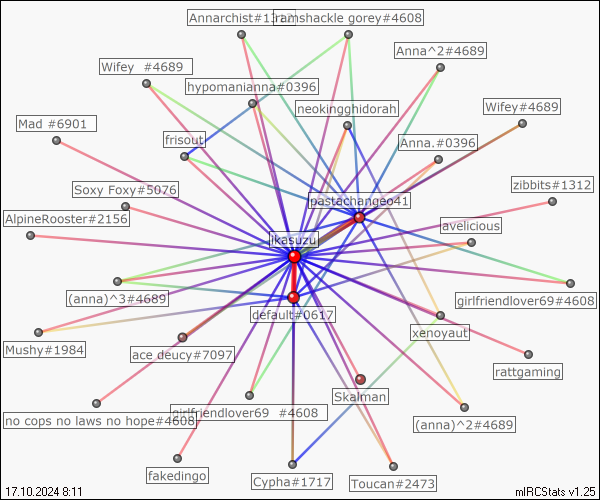 Annarchist#1312
ramshackle gorey#4608
Anna^2#4689
Wifey  #4689
hypomanianna#0396
neokingghidorah
Wifey#4689
Mad #6901
frisout
Anna.#0396
Soxy Foxy#5076
pastachangeo41
zibbits#1312
AlpineRooster#2156
ikasuzu
avelicious
(anna)^3#4689
girlfriendlover69#4608
default#0617
xenoyaut
Mushy#1984
ace deucy#7097
rattgaming
Skalman
no cops no laws no hope#4608
girlfriendlover69  #4608
(anna)^2#4689
fakedingo
Cypha#1717
Toucan#2473
17.10.2024 8:11
mIRCStats v1.25